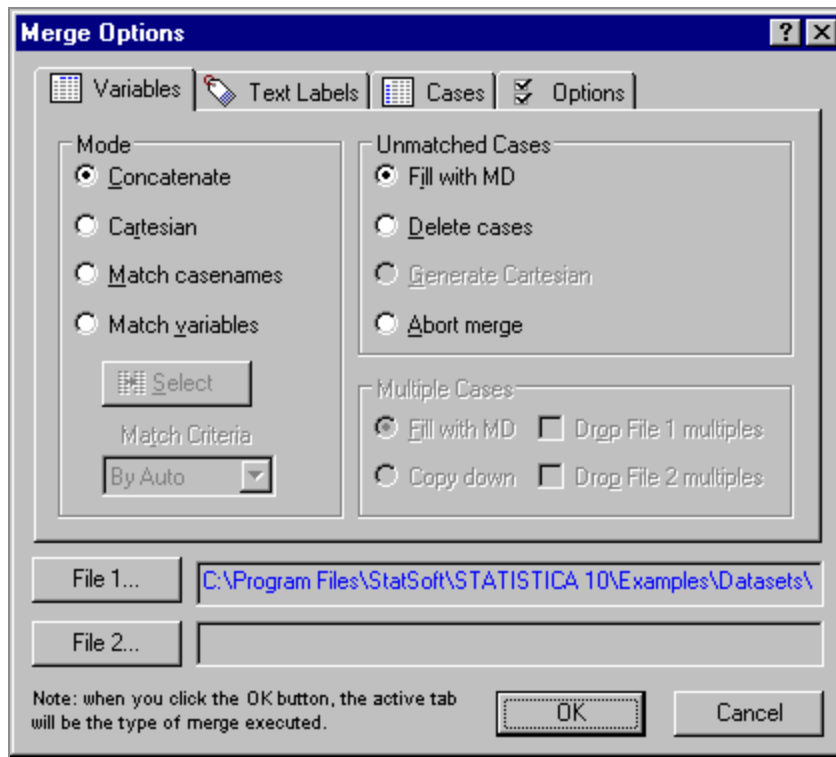 Merge Options
Variables
Text Labels
Cases
Options
Mode
Concatenate
Cartesian
Match casenames
Match variables
Select
Match Criteria
By Auto
Unmatched Cases
Fill with MD
Delete cases
Generate Cartesian
Abort merge
Multiple Cases
Fill with MD
Drop File 1 multiples
Copy down
Drop File 2 multiples
File 1...
C:\Program Files\StatSoft\STATISTICA 10\Examples\Datasets\
File 2...
Note: when you click the OK button, the active tab
will be the type of merge executed.
OK
Cancel